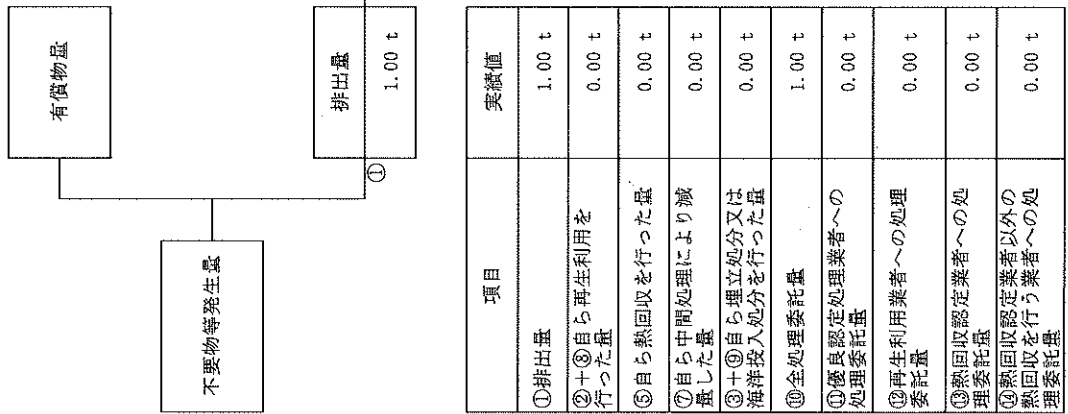 有償物量
不要物等発生量
①
排出量
1.00 t
項目
実績値
①排出量
1.00 t
②+⑧自ら再生利用を
行った量
0.00 t
⑤自ら熱回収を行った量
0.00 t
⑦自ら中間処理により減
量した量
0.00 t
③+⑨自ら埋立処分又は
海洋投入処分を行った量
0.00 t
⑩全処理委託量
1.00 t
⑪優良認定処理業者への
処理委託量
0.00 t
⑫再生利用業者への処理
委託量
0.00 t
⑬熱回収認定業者への処
理委託量
0.00 t
⑭熱回収認定業者以外の
熱回収を行う業者への処
理委託量
0.00 t